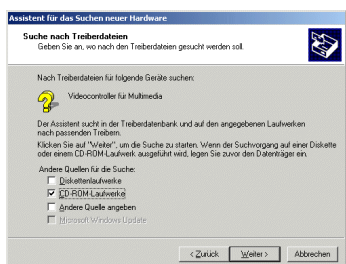 Assistent für das Suchen neuer Hardware
Suche nach Treiberdateien
Geben Sie an, wo nach den Treiberdateien gesucht werden soll.
Nach Treiberdateien für folgende Geräte suchen:
Videocontroller für Multimedia
Der Assistent sucht in der Treiberdatenbank und auf den angegebenen Laufwerken
nach passenden Treibern.
Klicken Sie auf "Weiter", um die Suche zu starten. Wenn der Suchvorgang auf einer Diskette
oder einem CD-ROM-Laufwerk ausgeführt wird, legen Sie zuvor den Datenträger ein.
Andere Quellen für die Suche:
Diskettenlaufwerke
CD-ROM-Laufwerke
Andere Quelle angeben
Microsoft Windows Update
< Zurück Weiter > Abbrechen